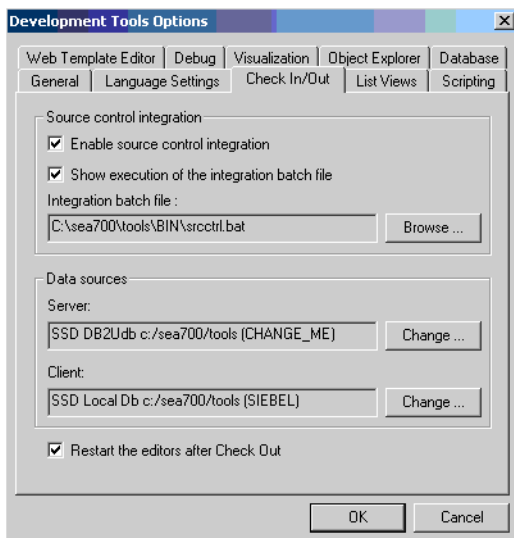 Development Tools Options
Web Template Editor Debug Visualization Object Explorer Database
General Language Settings Check In/Out List Views Scripting
Source control integration
Enable source control integration
Show execution of the integration batch file
Integration batch file :
C:\sea700\tools\BIN\srcctrl.bat Browse ...
Data sources
Server:
SSD DB2Udb c:/sea700/tools (CHANGE_ME) Change ...
Client:
SSD Local Db c:/sea700/tools (SIEBEL) Change ...
Restart the editors after Check Out
OK Cancel